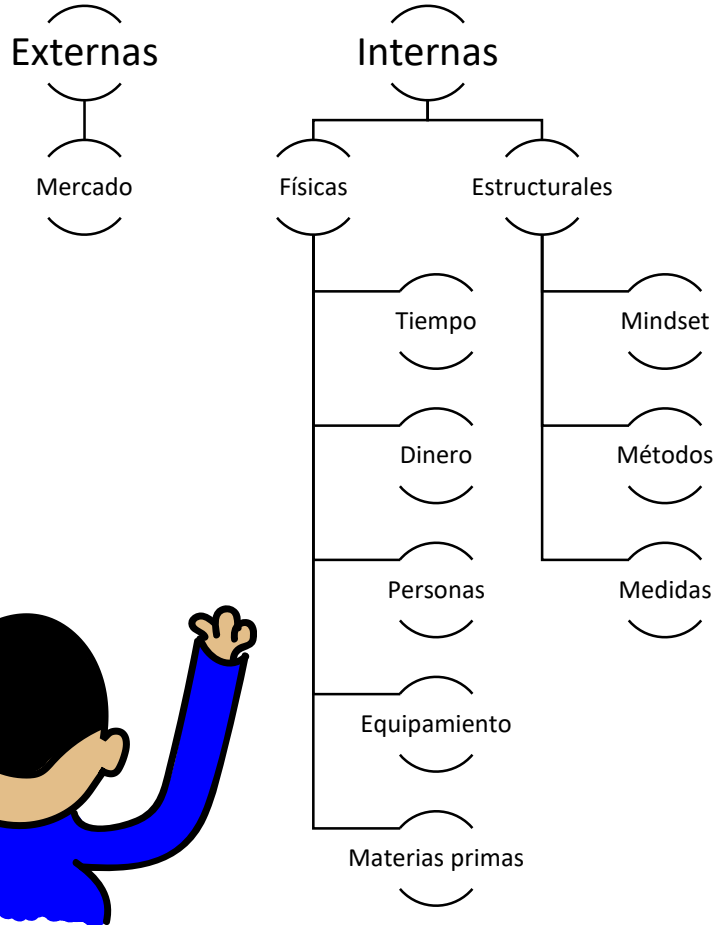 Externas
Internas
Mercado
Físicas
Estructurales
Tiempo
Mindset
Dinero
Métodos
Personas
Medidas
Equipamiento
Materias primas